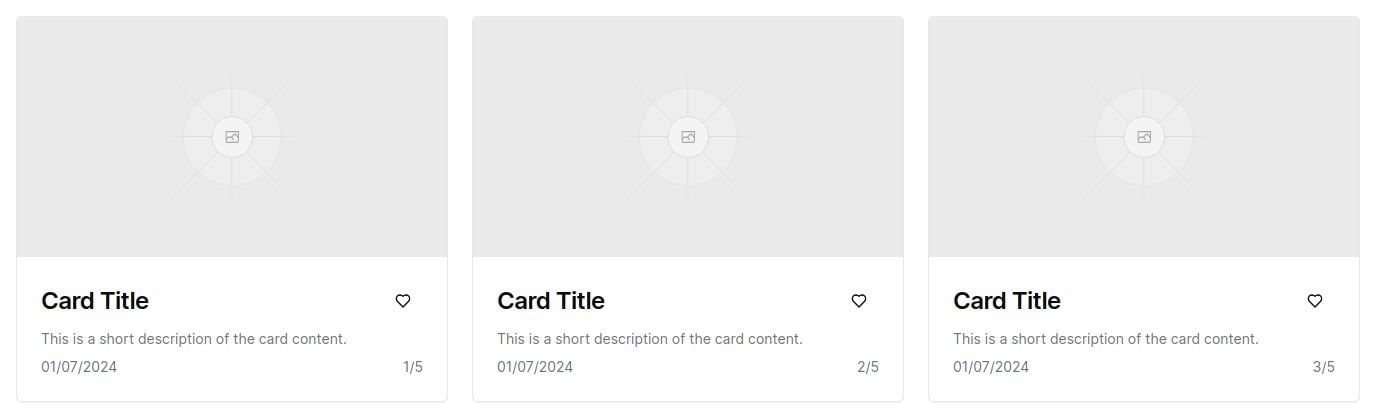 Card Title
This is a short description of the card content.
01/07/2024 1/5
Card Title
This is a short description of the card content.
01/07/2024 2/5
Card Title
This is a short description of the card content.
01/07/2024 3/5